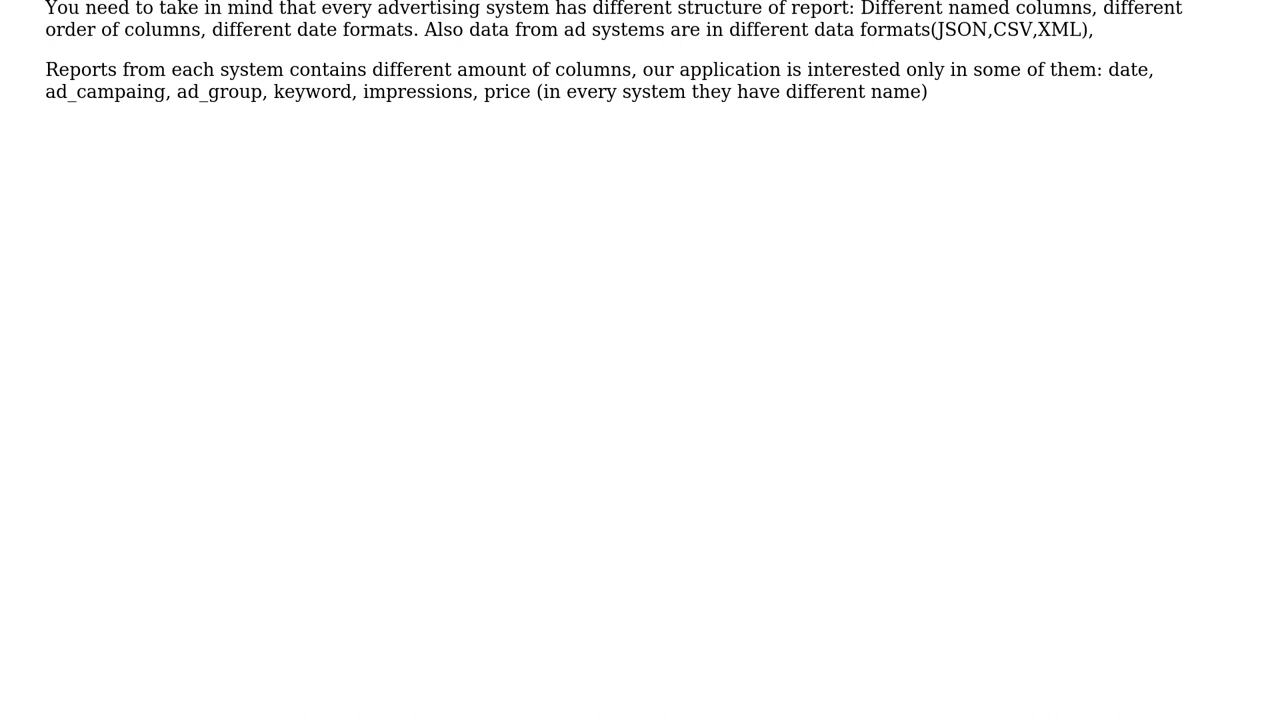 You need to take in mind that every advertising system has different structure of report: Different named columns, different
order of columns, different date formats. Also data from ad systems are in different data formats(JSON,CSV,XML),
Reports from each system contains different amount of columns, our application is interested only in some of them: date,
ad_campaing, ad_group, keyword, impressions, price (in every system they have different name)